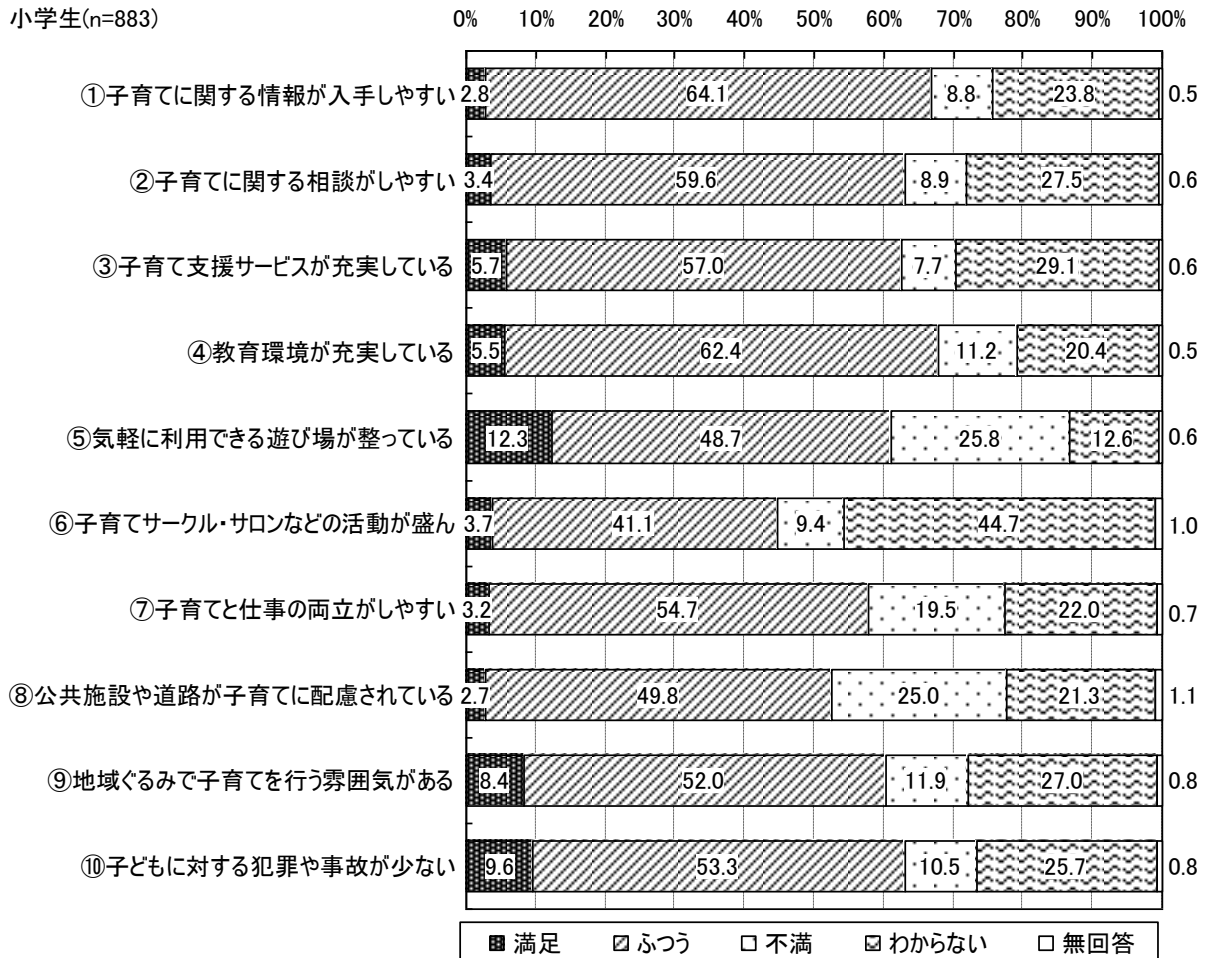 小学生(n=883)
0% 10% 20% 30% 40% 50% 60% 70% 80% 90% 100%
①子育てに関する情報が入手しやすい 2.8 64.1 8.8 23.8 0.5
②子育てに関する相談がしやすい 3.4 59.6 8.9 27.5 0.6
③子育て支援サービスが充実している 5.7 57.0 7.7 29.1 0.6
④教育環境が充実している 5.5 62.4 11.2 20.4 0.5
⑤気軽に利用できる遊び場が整っている 12.3 48.7 25.8 12.6 0.6
⑥子育てサークル・サロンなどの活動が盛ん 3.7 41.1 9.4 44.7 1.0
⑦子育てと仕事の両立がしやすい 3.2 54.7 19.5 22.0 0.7
⑧公共施設や道路が子育てに配慮されている 2.7 49.8 25.0 21.3 1.1
⑨地域ぐるみで子育てを行う雰囲気がある 8.4 52.0 11.9 27.0 0.8
⑩子どもに対する犯罪や事故が少ない 9.6 53.3 10.5 25.7 0.8
満足 ふつう 不満 わからない 無回答